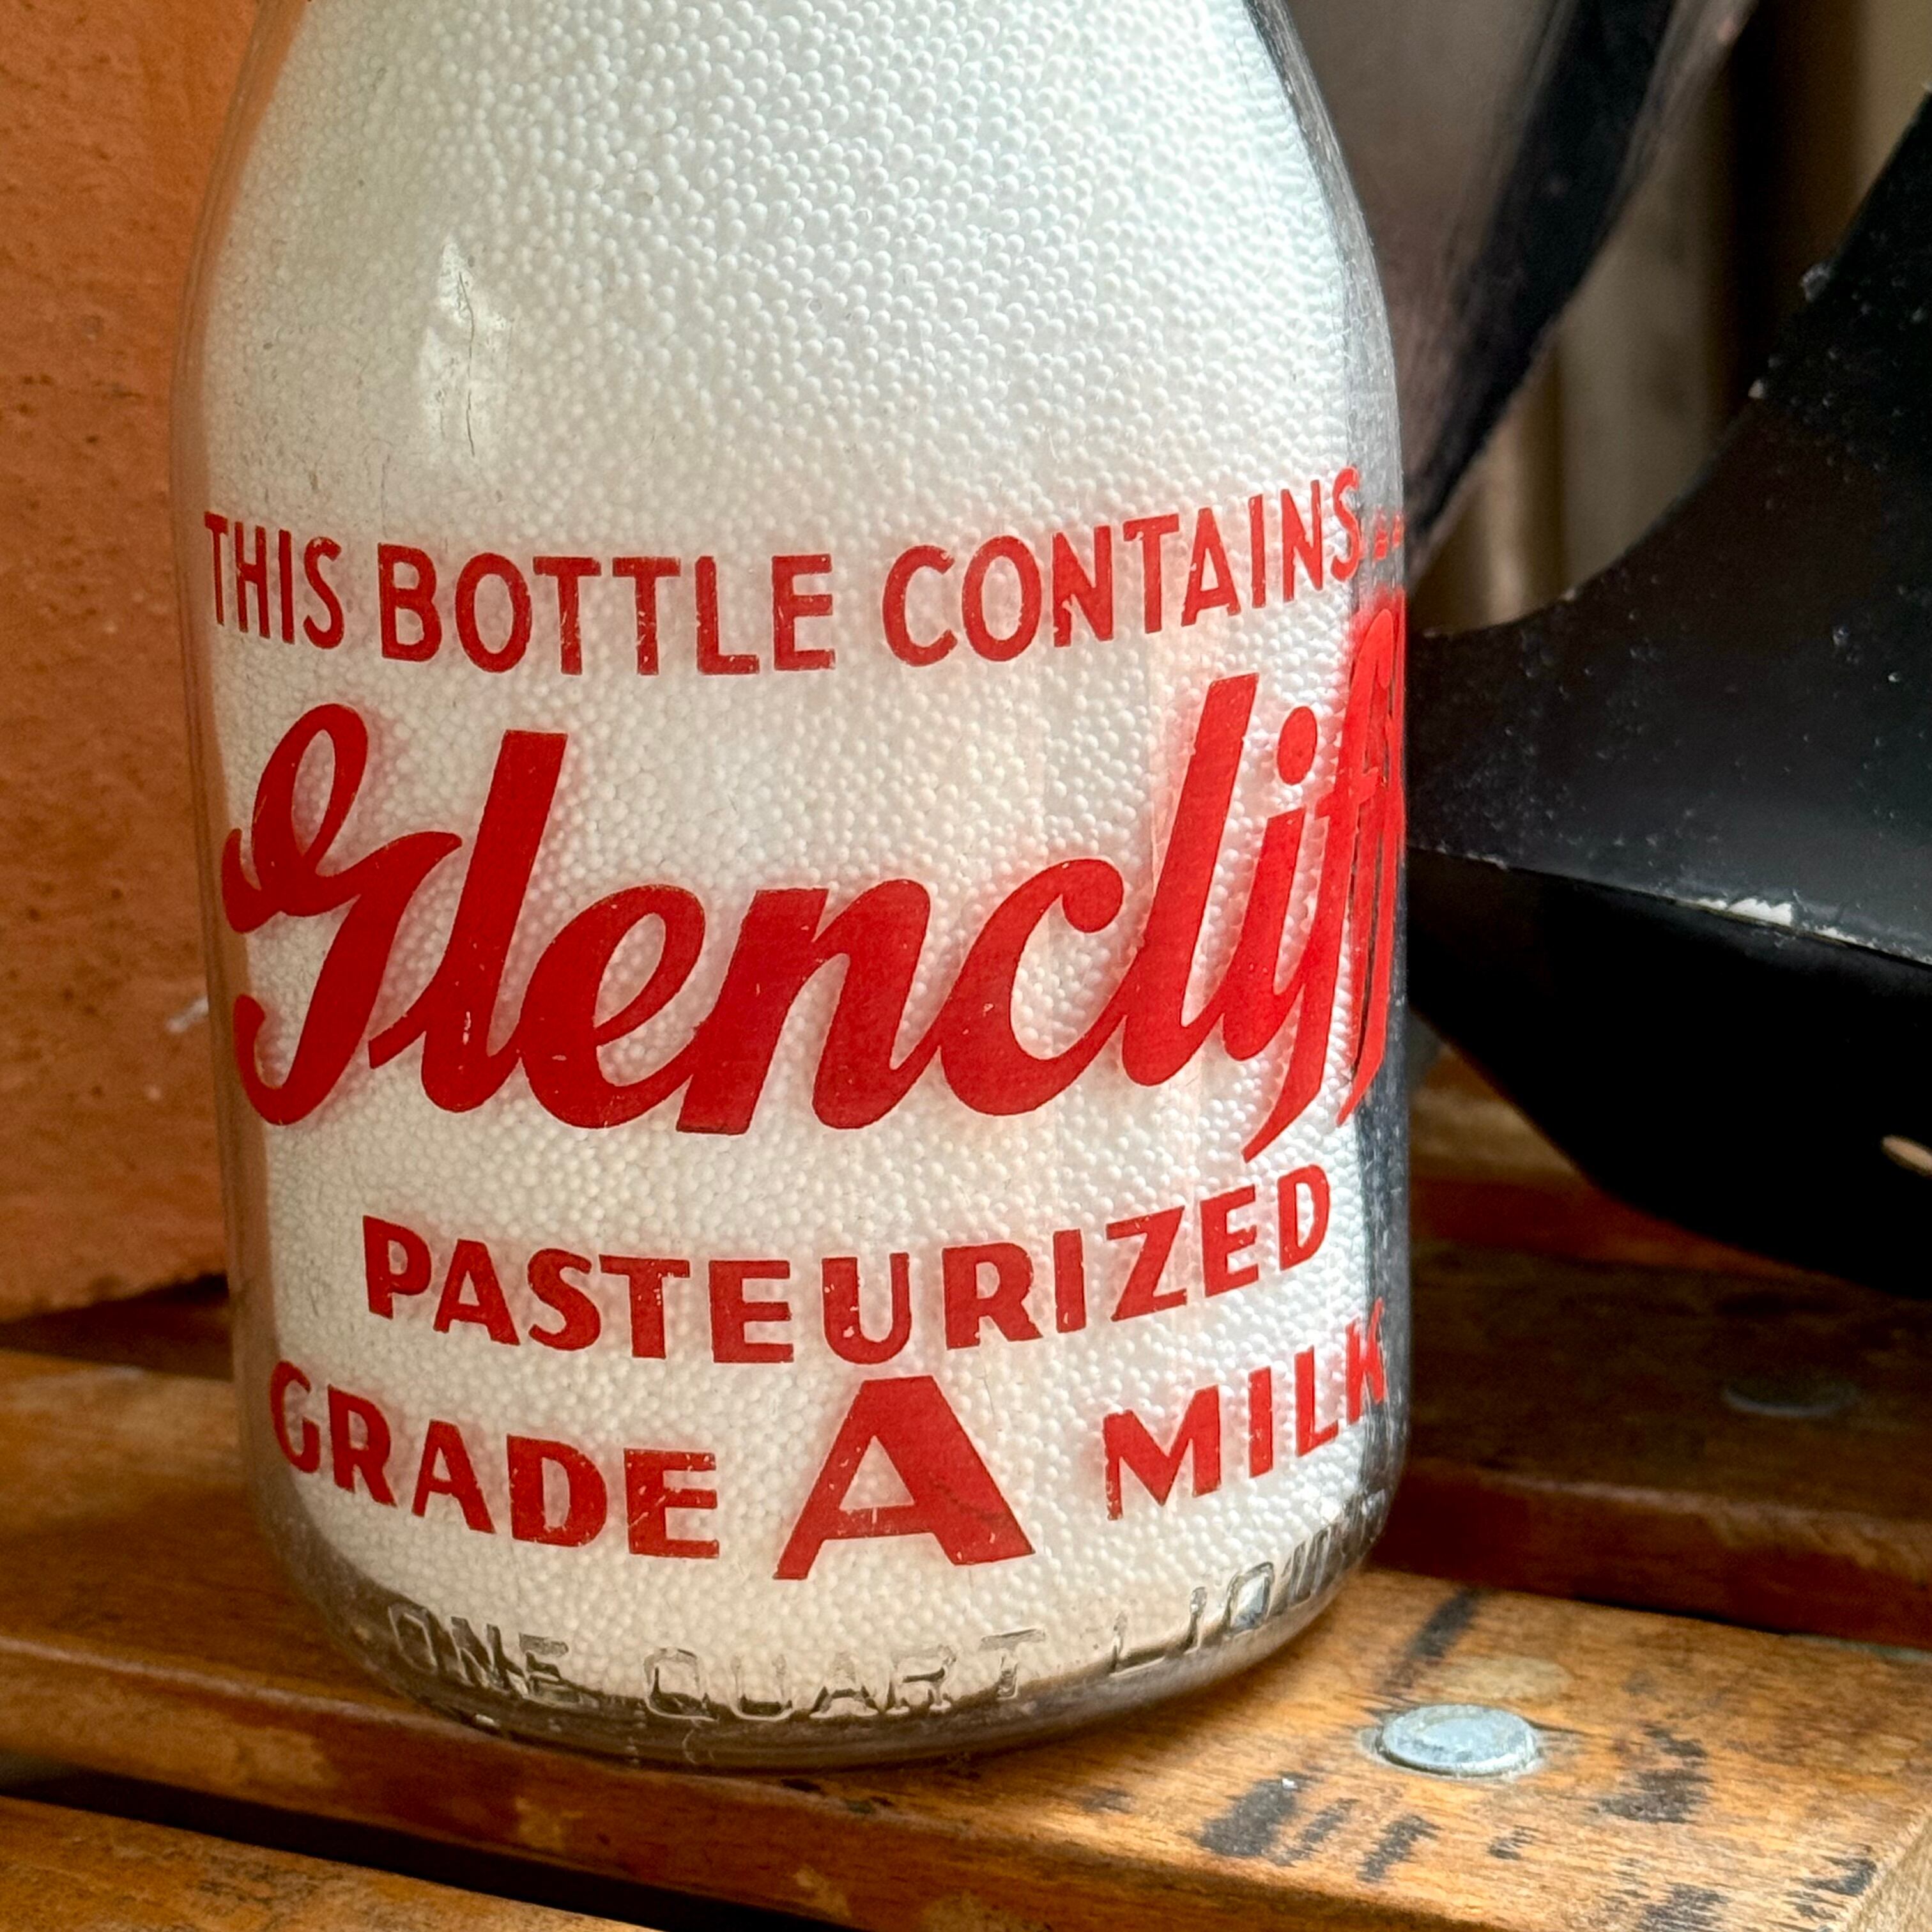 THIS BOTTLE CONTAINS...
Glencliff
PASTEURIZED
GRADE A MILK
ONE QUART